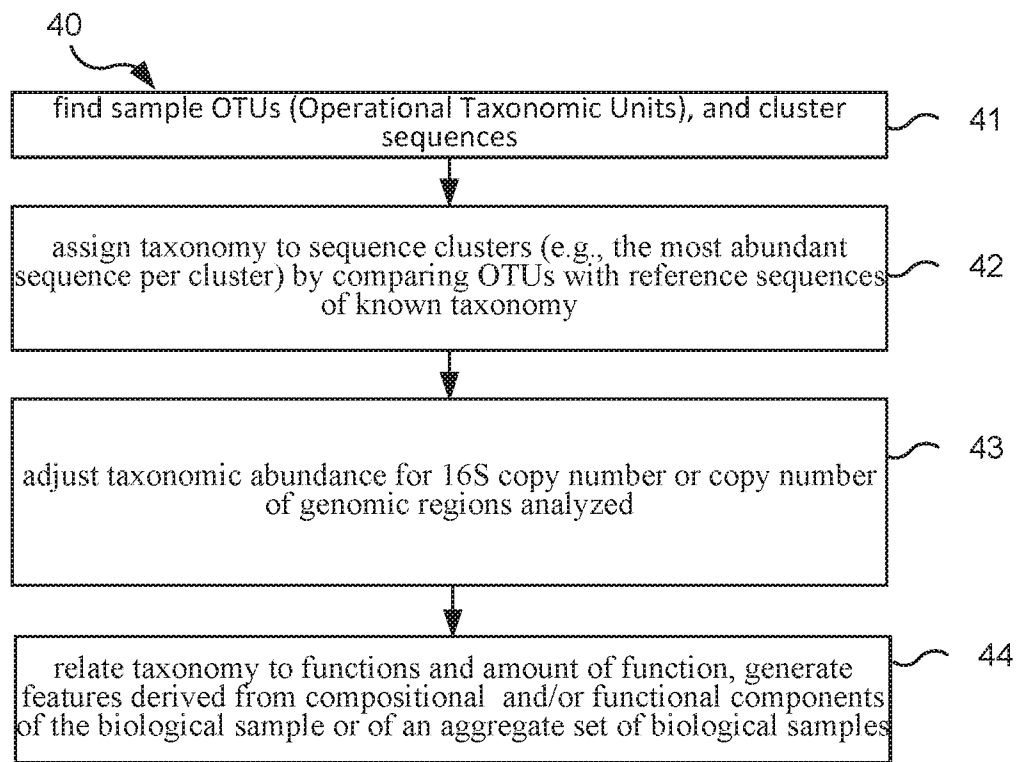 40
find sample OTUs (Operational Taxonomic Units), and cluster
sequences
41
assign taxonomy to sequence clusters (e.g., the most abundant
sequence per cluster) by comparing OTUs with reference sequences
of known taxonomy
42
adjust taxonomic abundance for 16S copy number or copy number
of genomic regions analyzed
43
relate taxonomy to functions and amount of function, generate
features derived from compositional and/or functional components
of the biological sample or of an aggregate set of biological samples
44